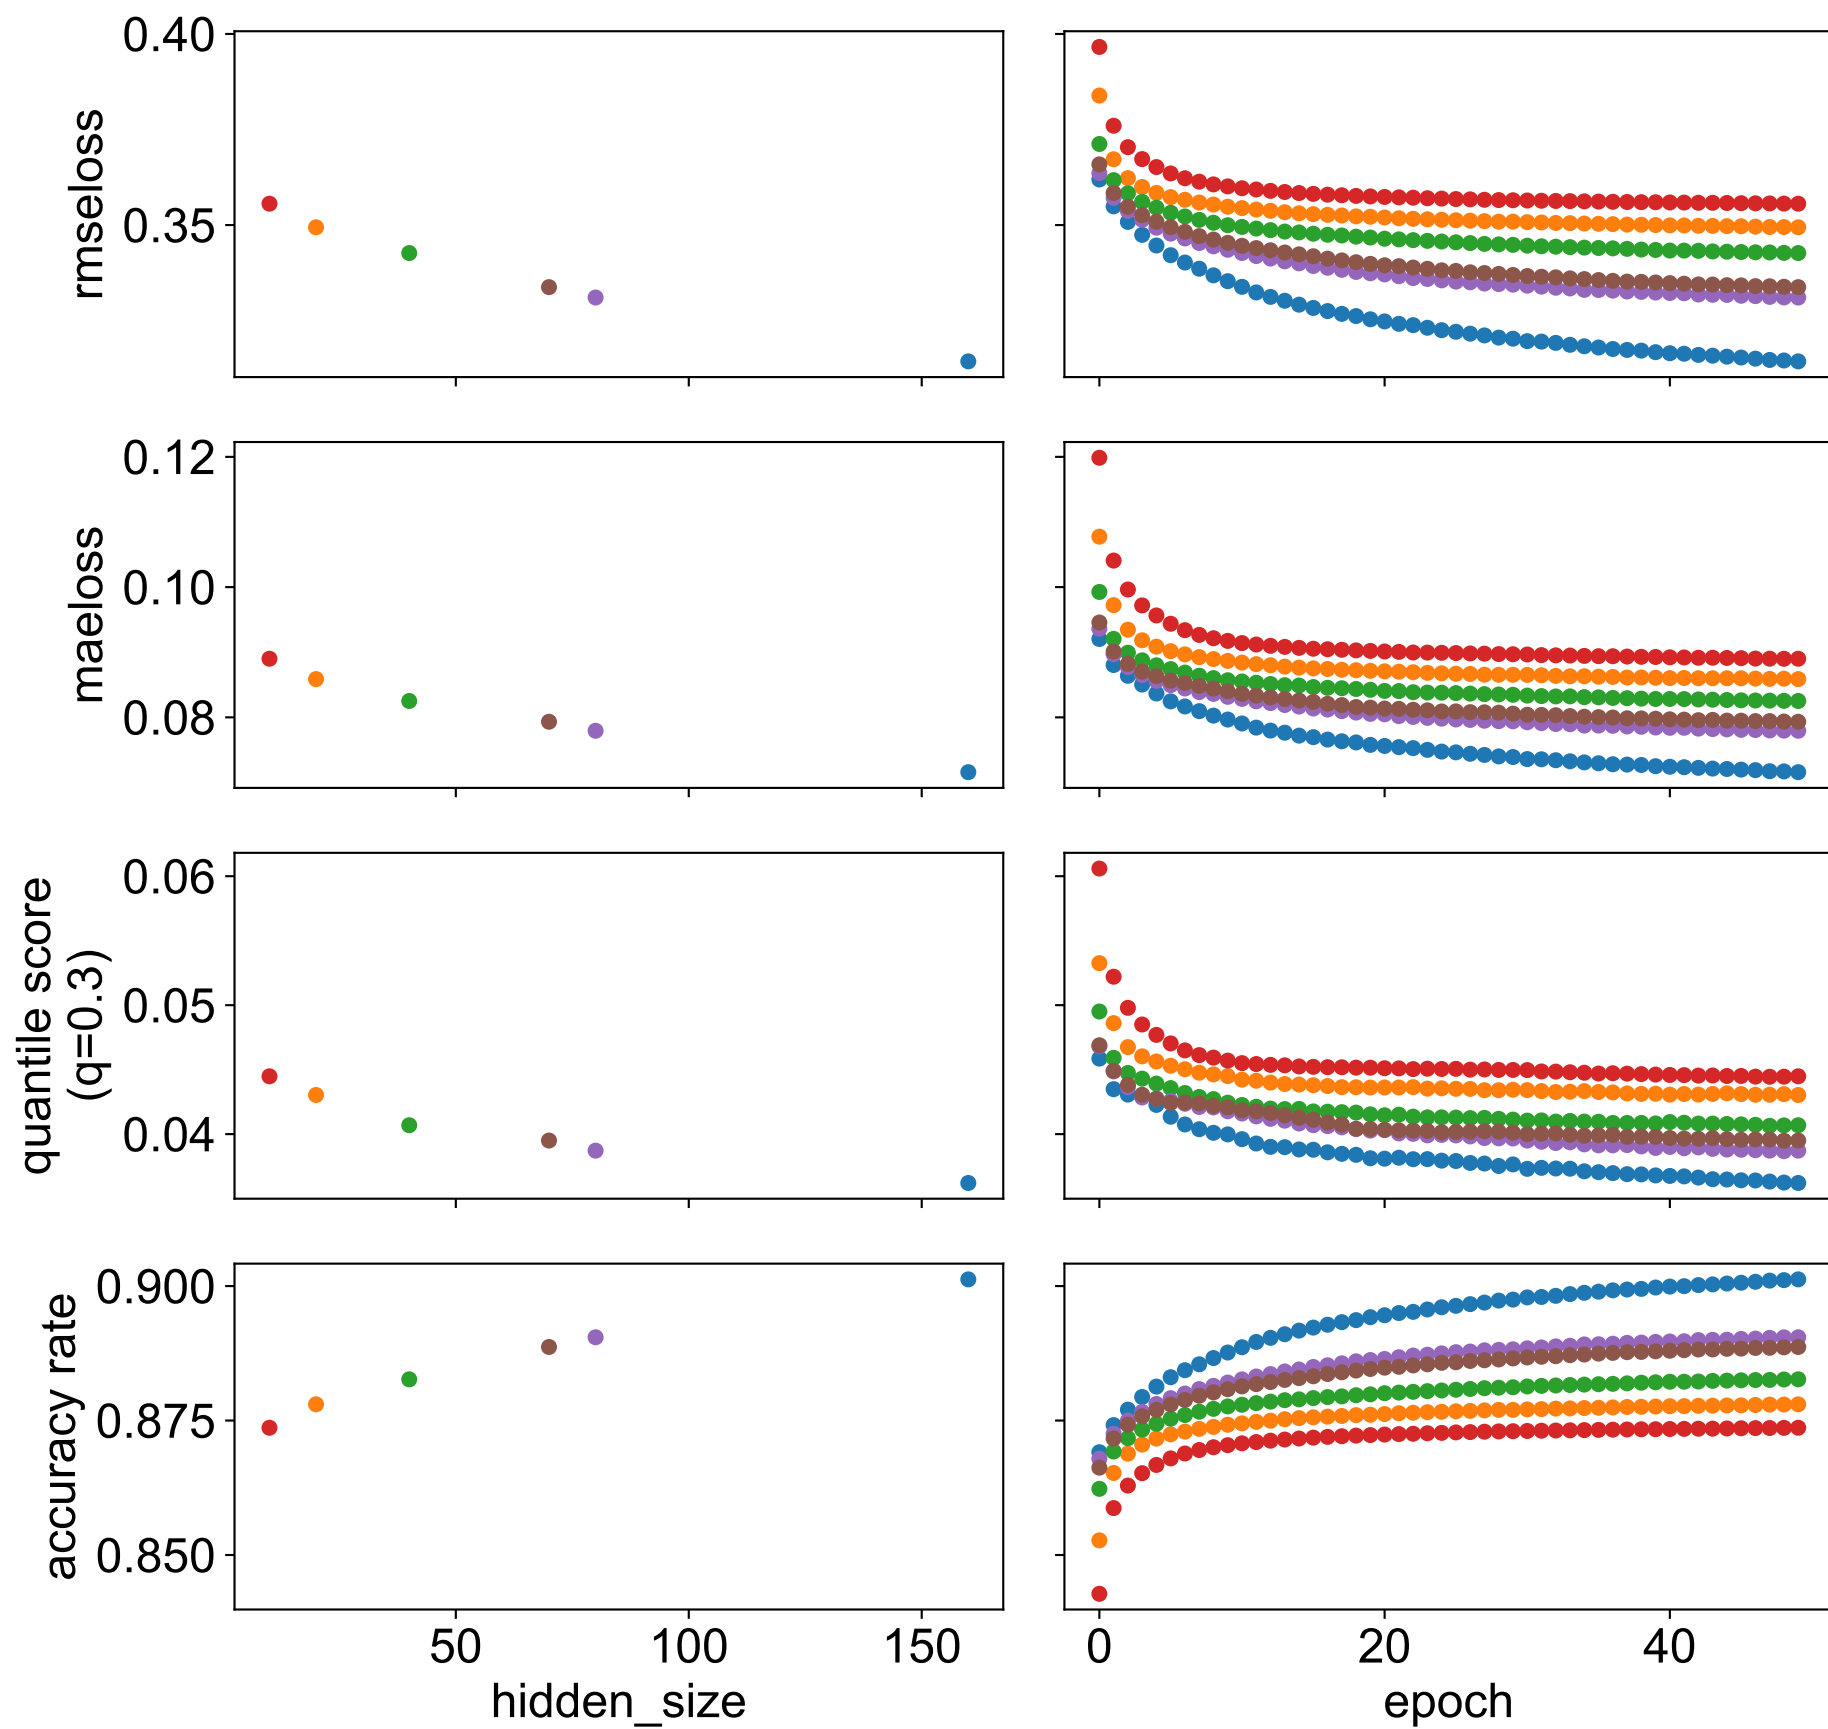 0.40
0.35
rmseloss
0.12
0.10
0.08
maeloss
0.06
0.05
0.04
quantile score
(q=0.3)
0.900
0.875
0.850
accuracy rate
50 100 150
hidden_size
0 20 40
epoch